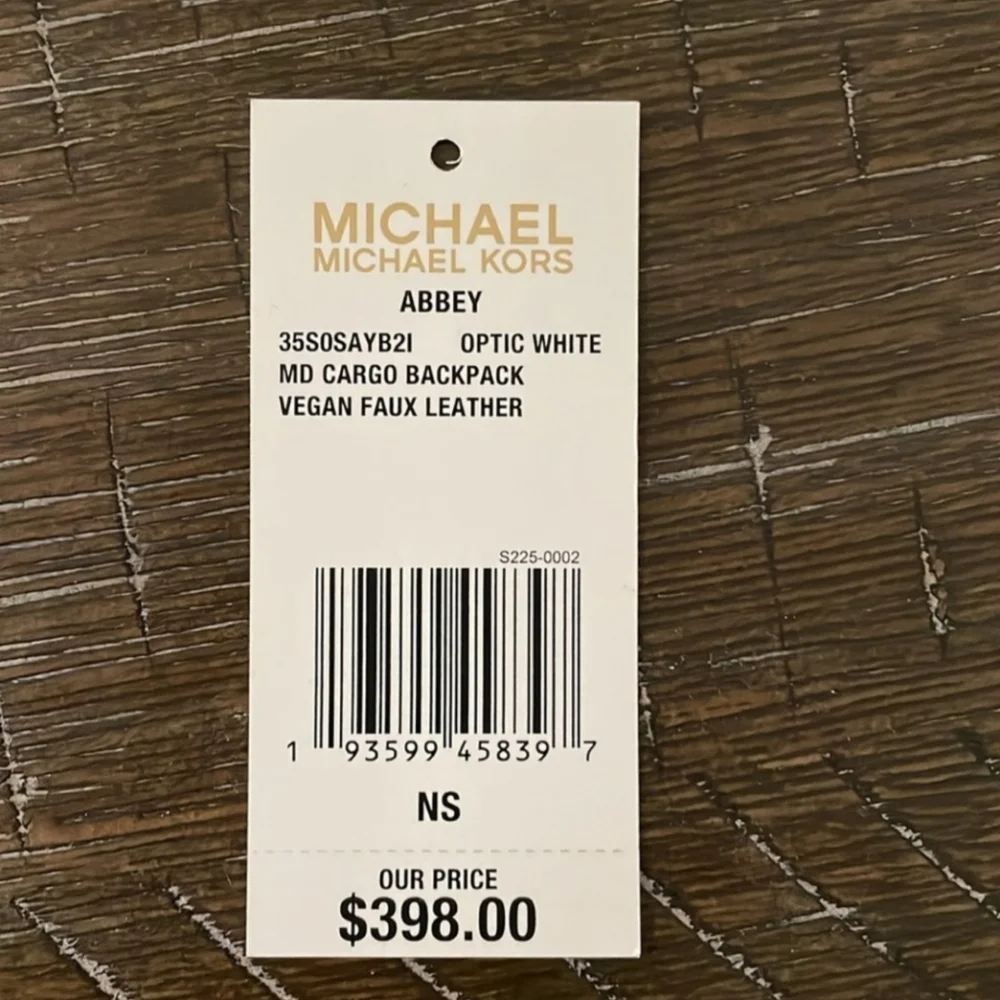 MICHAEL
MICHAEL KORS
ABBEY
35S0SAYB2I OPTIC WHITE
MD CARGO BACKPACK
VEGAN FAUX LEATHER
S225-0002
1 93599 45839 7
NS
OUR PRICE
$398.00